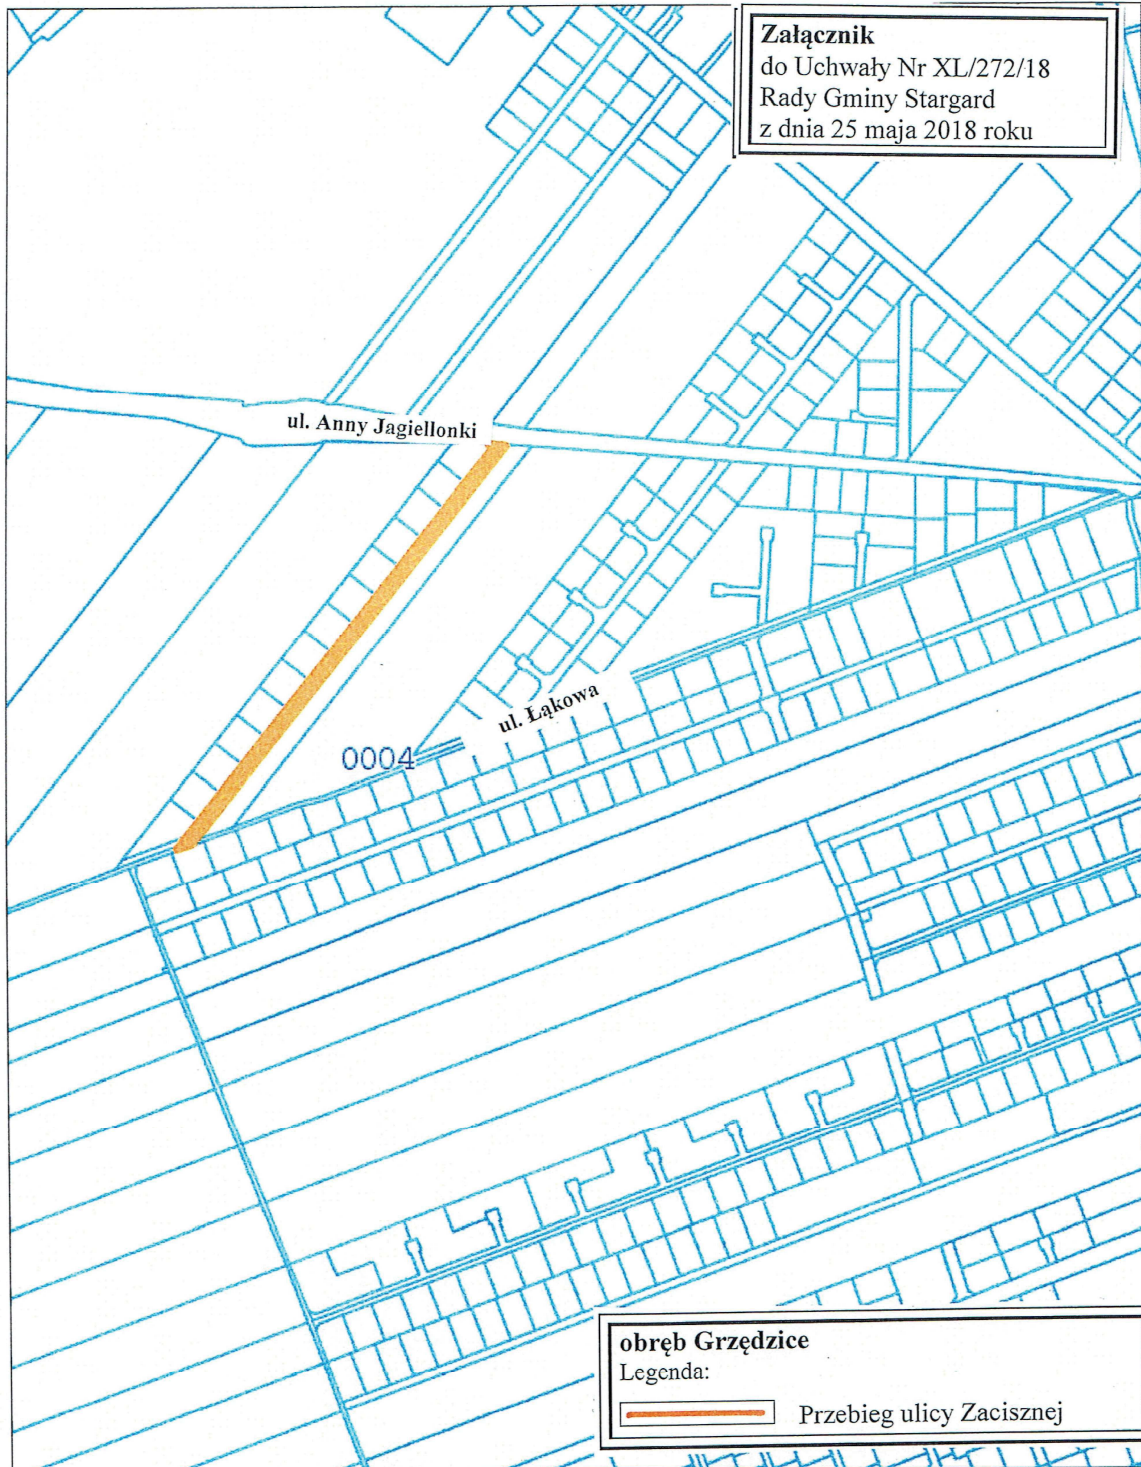 Załącznik
do Uchwały Nr XL/272/18
Rady Gminy Stargard
z dnia 25 maja 2018 roku
ul. Anny Jagiellonki
ul. Łąkowa
0004
obręb Grzędzice
Legenda:
Przebieg ulicy Zacisznej